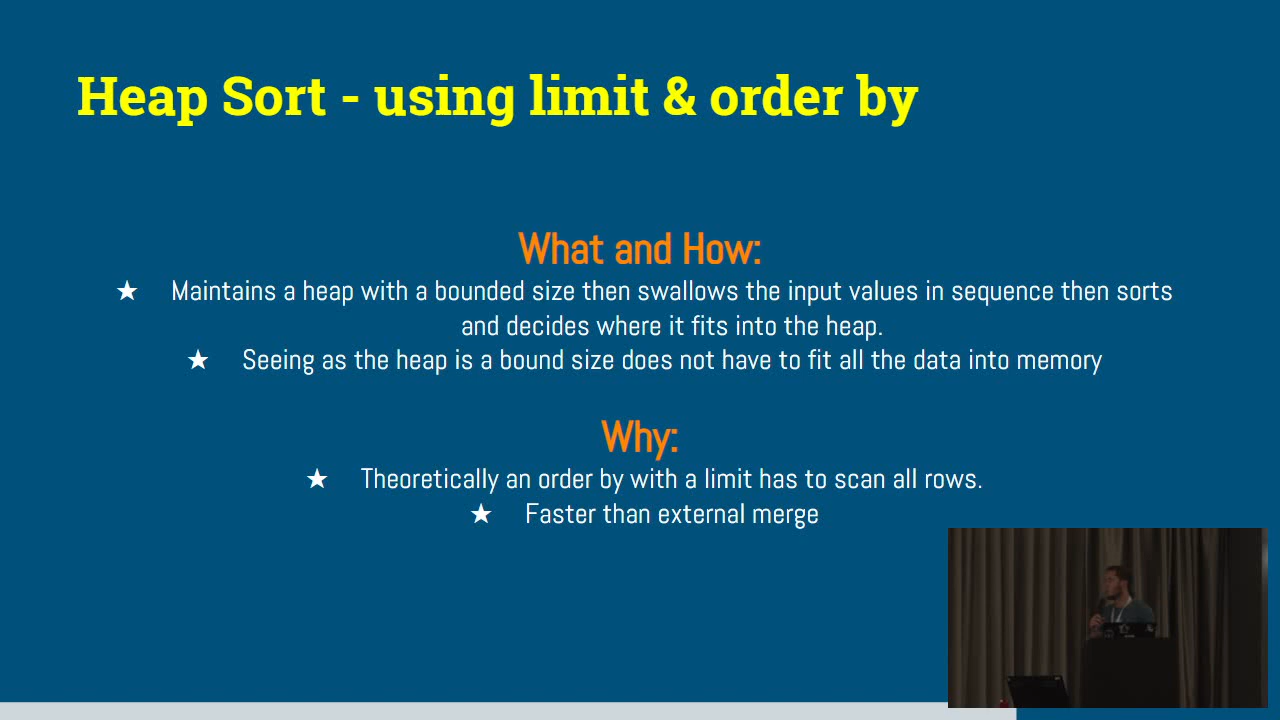 Heap Sort - using limit & order by
What and How:
★ Maintains a heap with a bounded size then swallows the input values in sequence then sorts
and decides where it fits into the heap.
★ Seeing as the heap is a bound size does not have to fit all the data into memory
Why:
★ Theoretically an order by with a limit has to scan all rows.
★ Faster than external merge